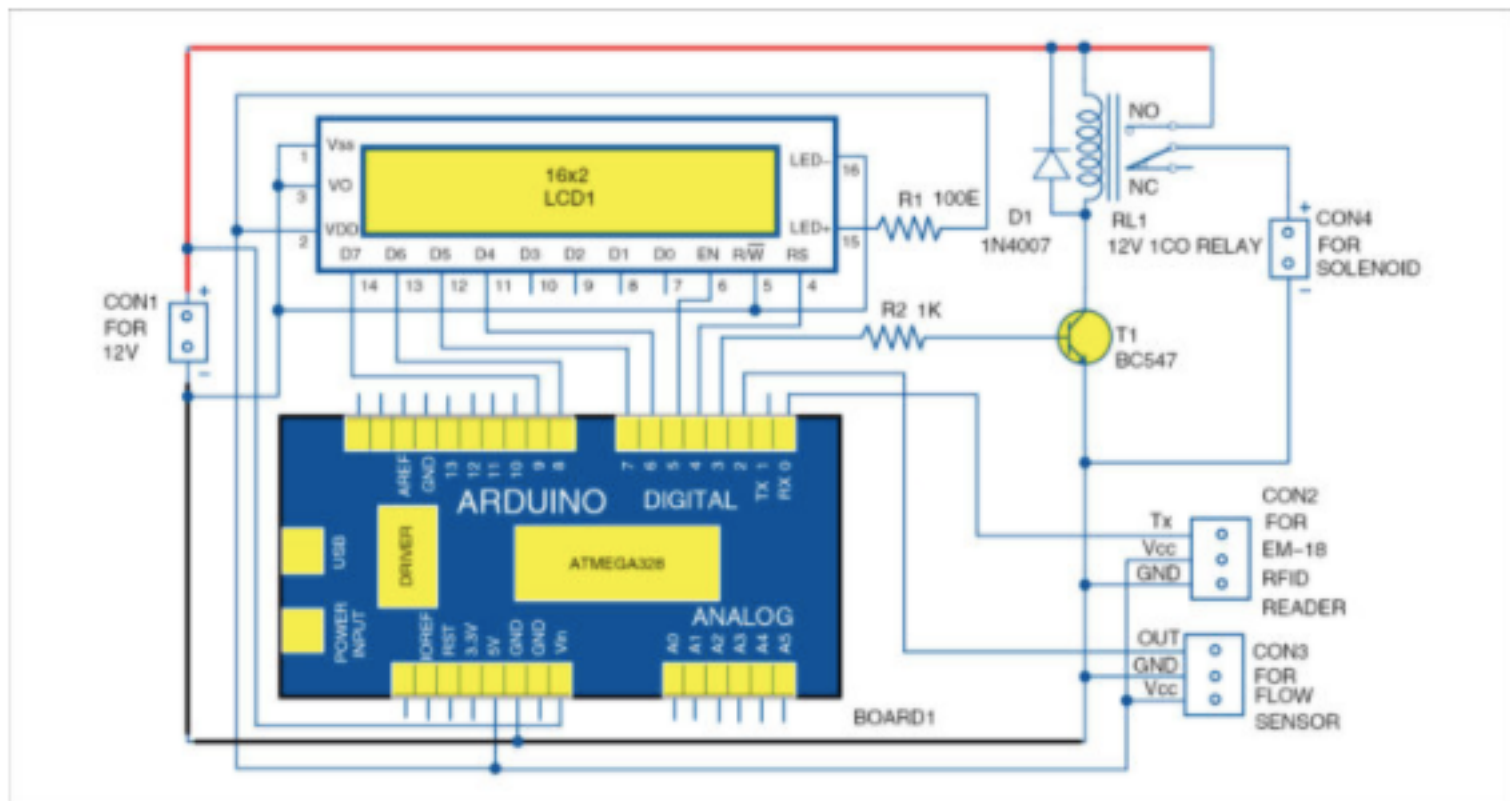 NO
NC
Vss
1
VO
3
VDD
2
16x2
LCD1
LED-
16
LED+
15
R1 100E
D1
1N4007
RL1
12V 1CO RELAY
+
CON4
FOR
SOLENOID
-
D7 D6 D5 D4 D3 D2 D1 D0 EN R/W RS
14 13 12 11 10 9 8 7 6 5 4
CON1
FOR
12V
+
-
R2 1K
T1
BC547
AREF GND 13 12 11 10 9 8
7 6 5 4 3 2 TX 1 RX 0
ARDUINO
DIGITAL
USB
DRIVER
ATMEGA328
POWER
INPUT
ANALOG
IOREF RST 3.3V 5V GND GND Vin
A0 A1 A2 A3 A4 A5
BOARD1
Tx
Vcc
GND
CON2
FOR
EM-18
RFID
READER
OUT
GND
Vcc
CON3
FOR
FLOW
SENSOR